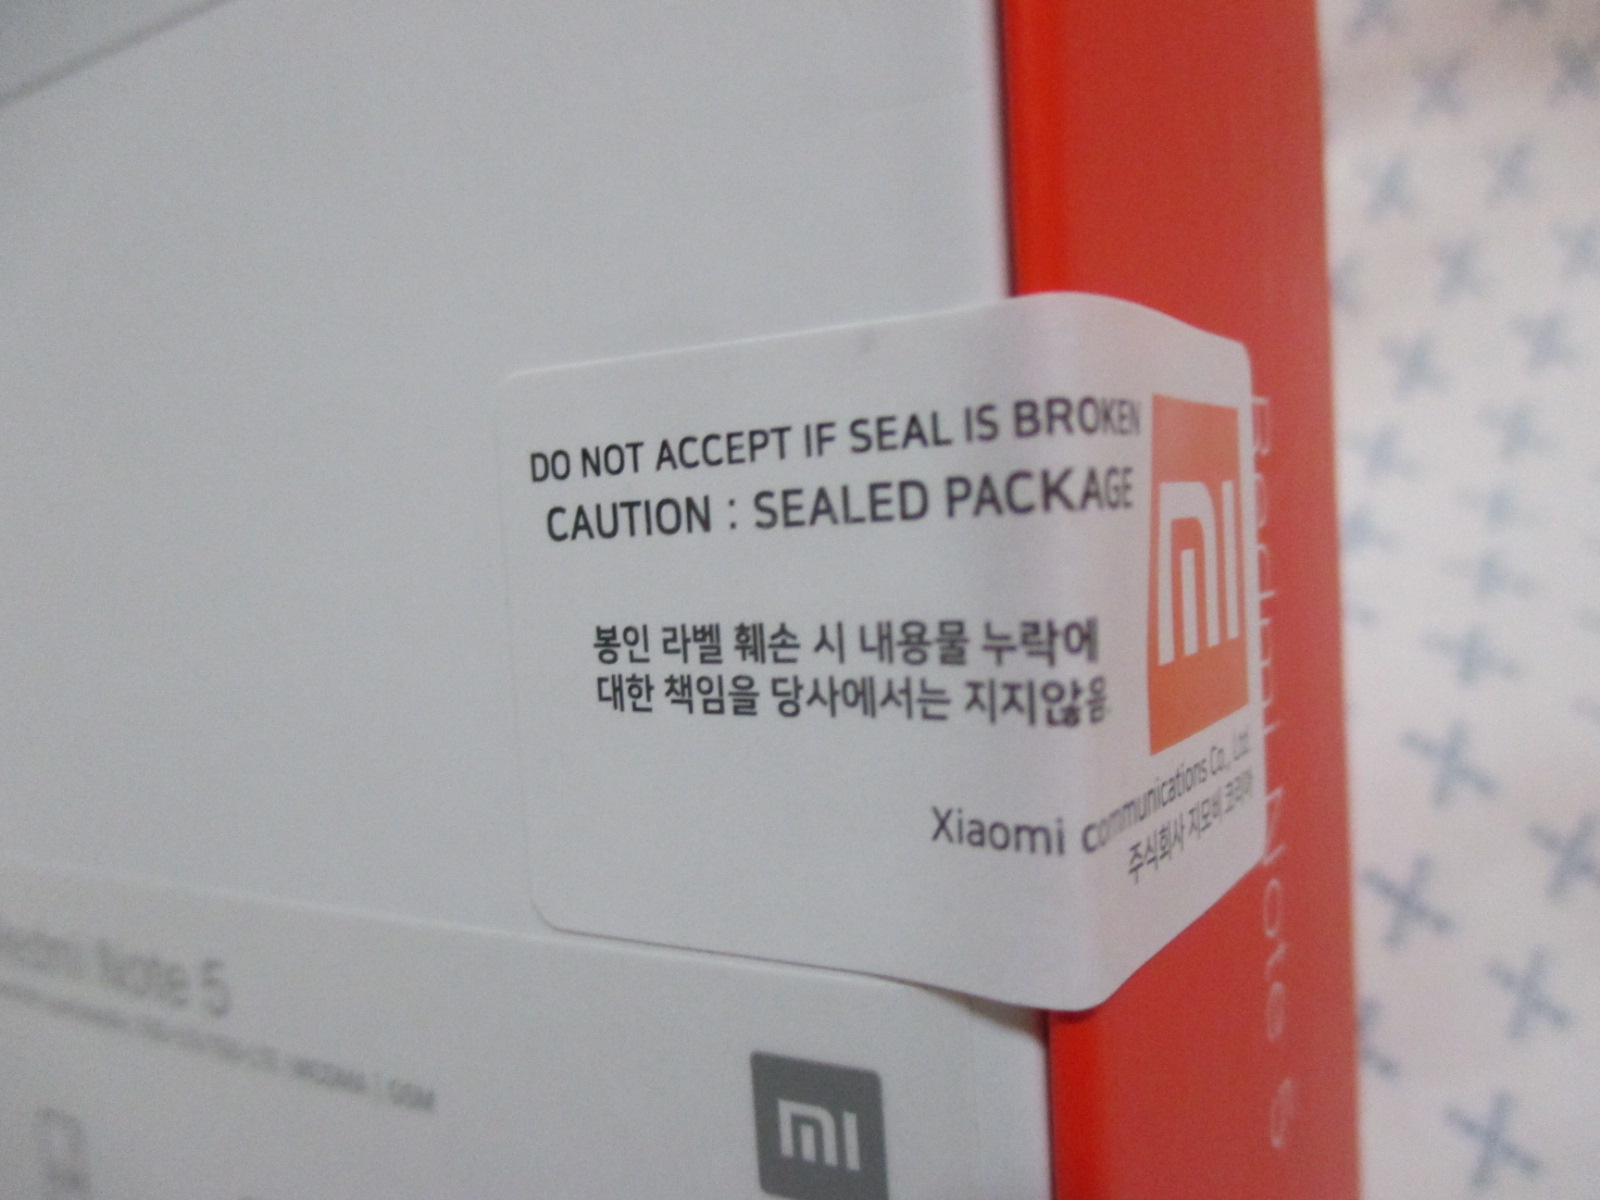 DO NOT ACCEPT IF SEAL IS BROKEN
CAUTION : SEALED PACKAGE
봉인 라벨 훼손 시 내용물 누락에
대한 책임을 당사에서는 지지않음
mi
Xiaomi communications Co., Ltd.
주식회사 지모비 코리아
Redmi Note 5
Redmi Note 5
WCDMA | GSM
mi